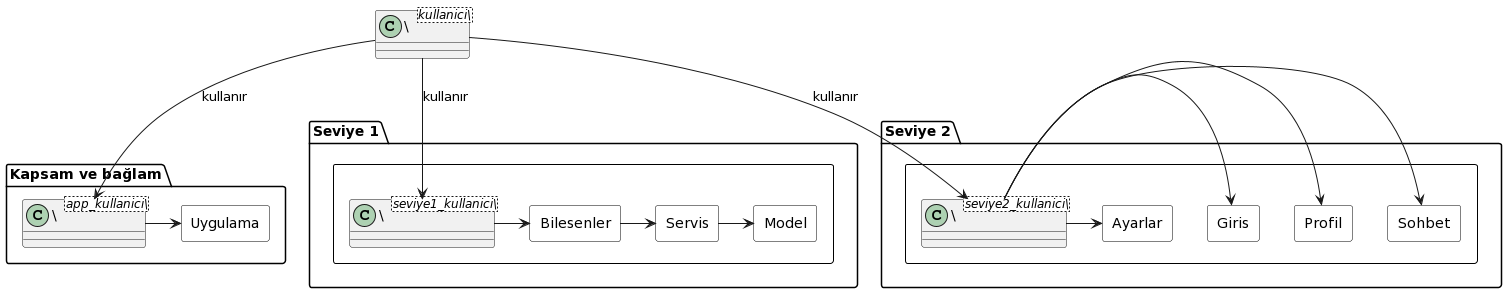 C \ kullanici\
kullanır
kullanır
kullanır
Seviye 1
Seviye 2
Kapsam ve bağlam
C \ app_kullanici\
Uygulama
C \ seviye1_kullanici\
Bilesenler
Servis
Model
C \ seviye2_kullanici\
Ayarlar
Giris
Profil
Sohbet